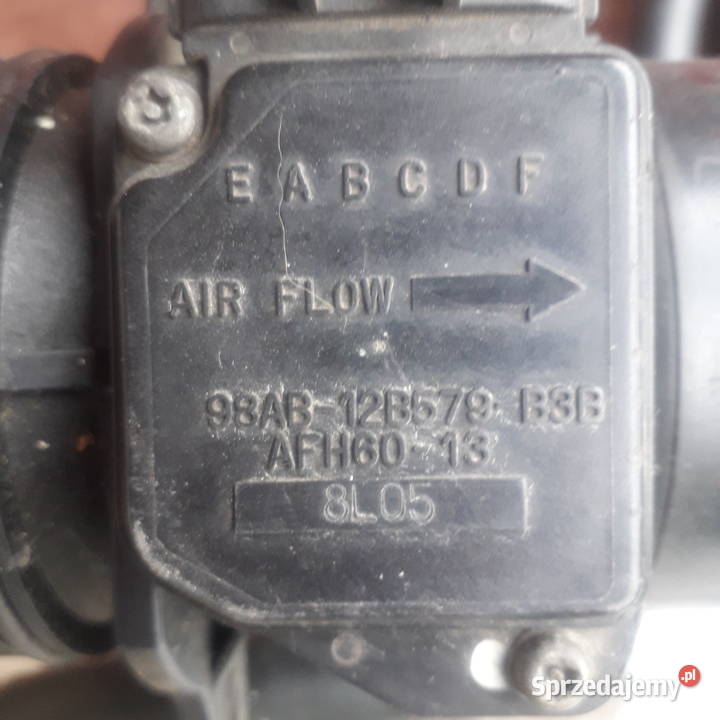 E A B C D F
AIR FLOW
98AB-12B579-B3B
AFH60-13
8L05
Sprzedajemy.pl